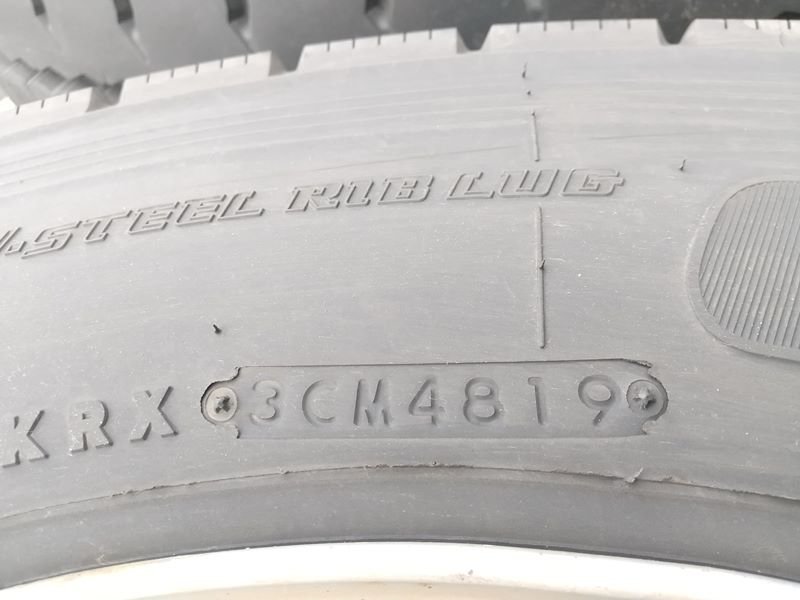 STEEL RIB LUG
KRX 3CM4819